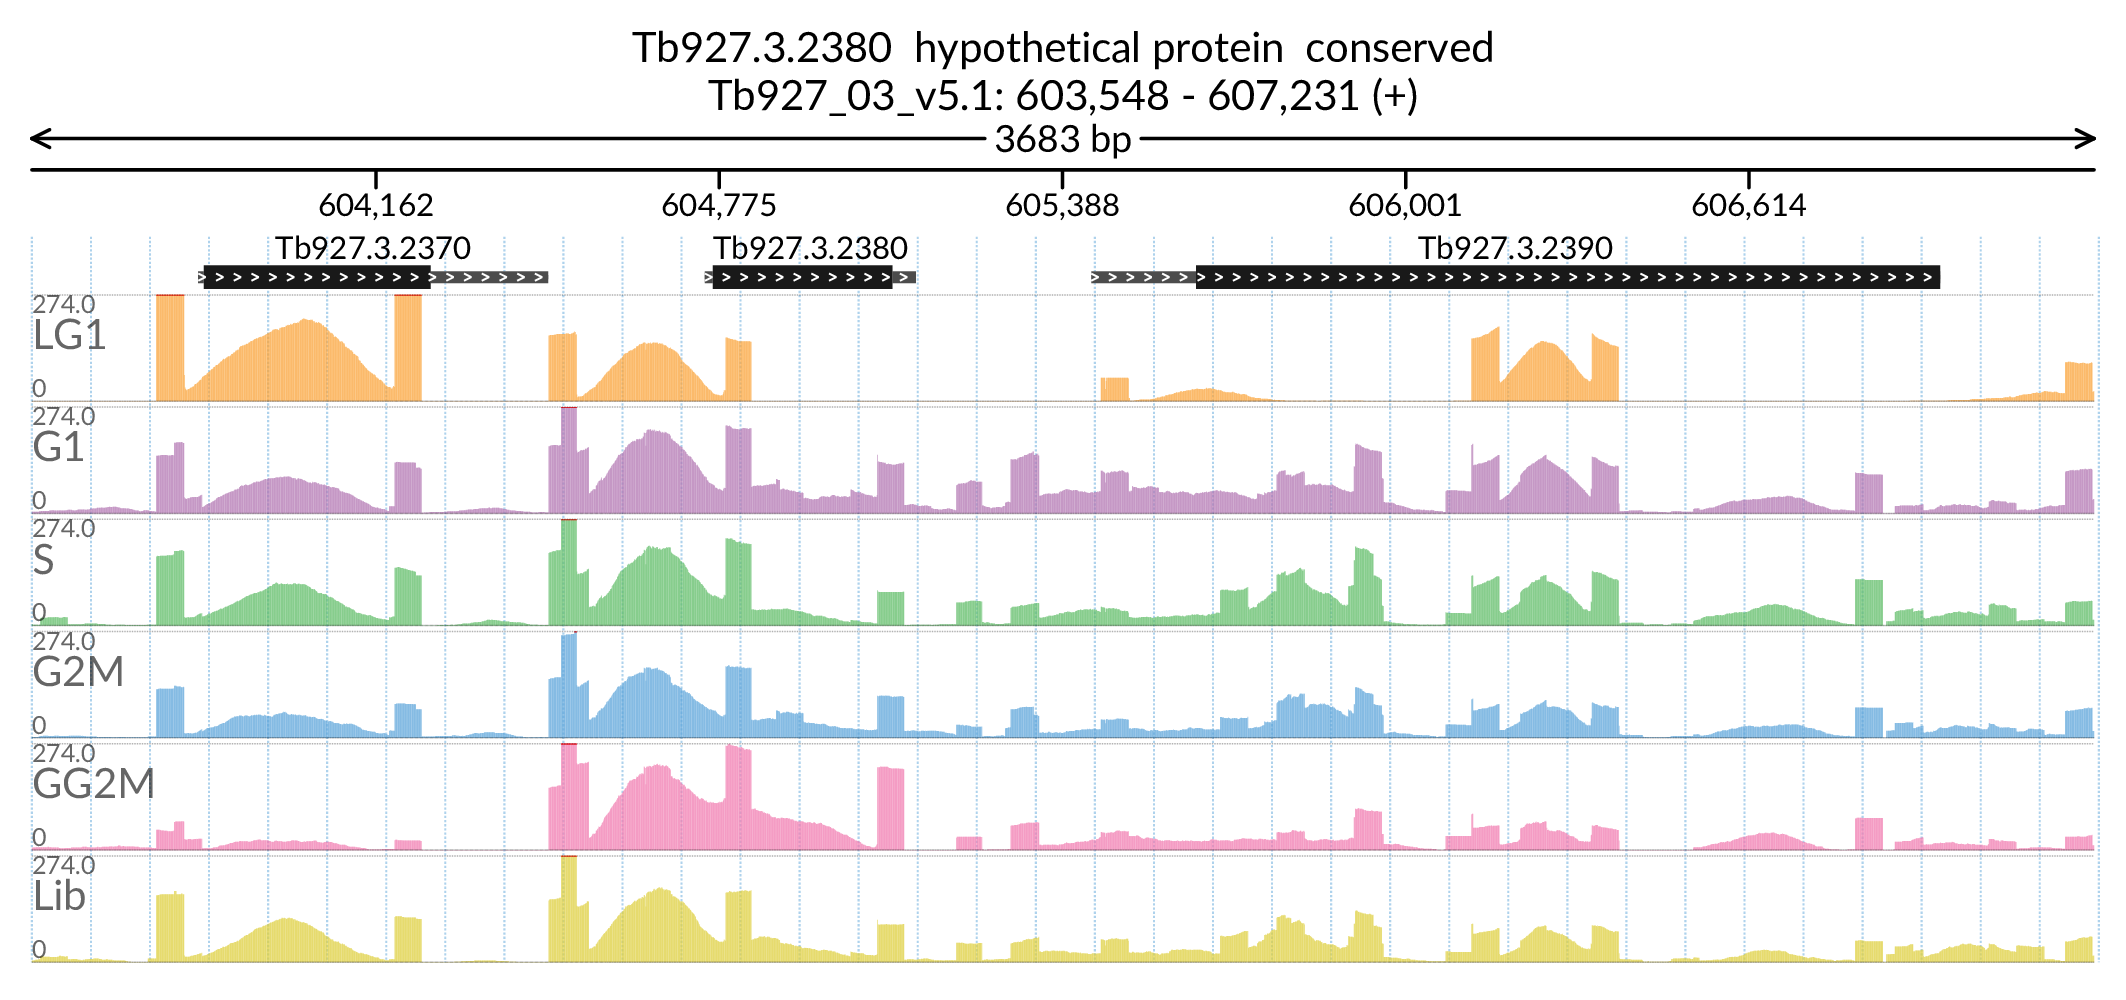 Tb927.3.2380 hypothetical protein conserved
Tb927_03_v5.1: 603,548 - 607,231 (+)
3683 bp
604,162 604,775 605,388 606,001 606,614
Tb927.3.2370 Tb927.3.2380 Tb927.3.2390
274.0
LG1
0
274.0
G1
0
274.0
S
0
274.0
G2M
0
274.0
GG2M
0
274.0
Lib
0